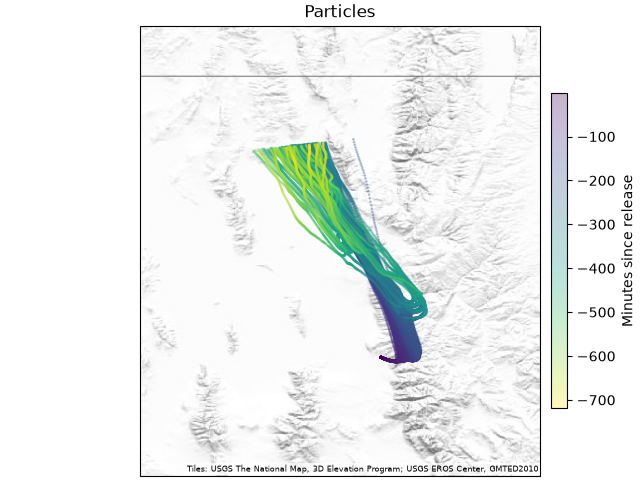 Particles
−100
−200
−300
−400
−500
−600
−700
Minutes since release
Tiles: USGS The National Map, 3D Elevation Program; USGS EROS Center, GMTED2010